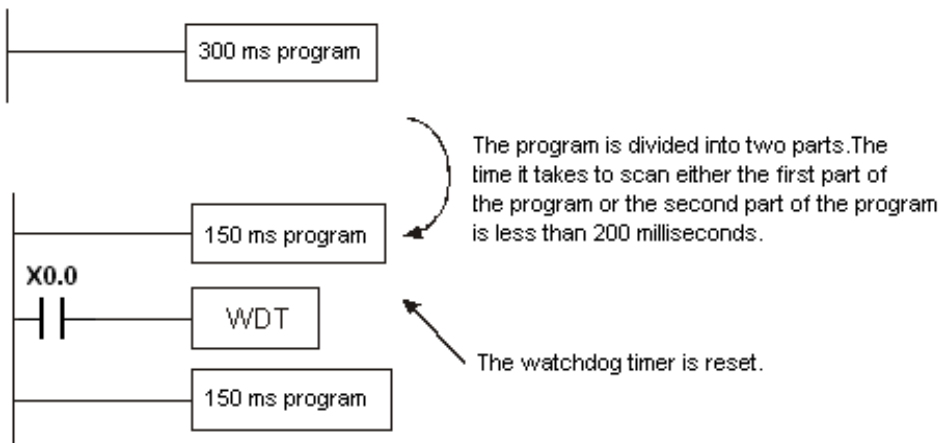 300 ms program
The program is divided into two parts.The
time it takes to scan either the first part of
the program or the second part of the program
is less than 200 milliseconds.
150 ms program
X0.0
WDT
The watchdog timer is reset.
150 ms program